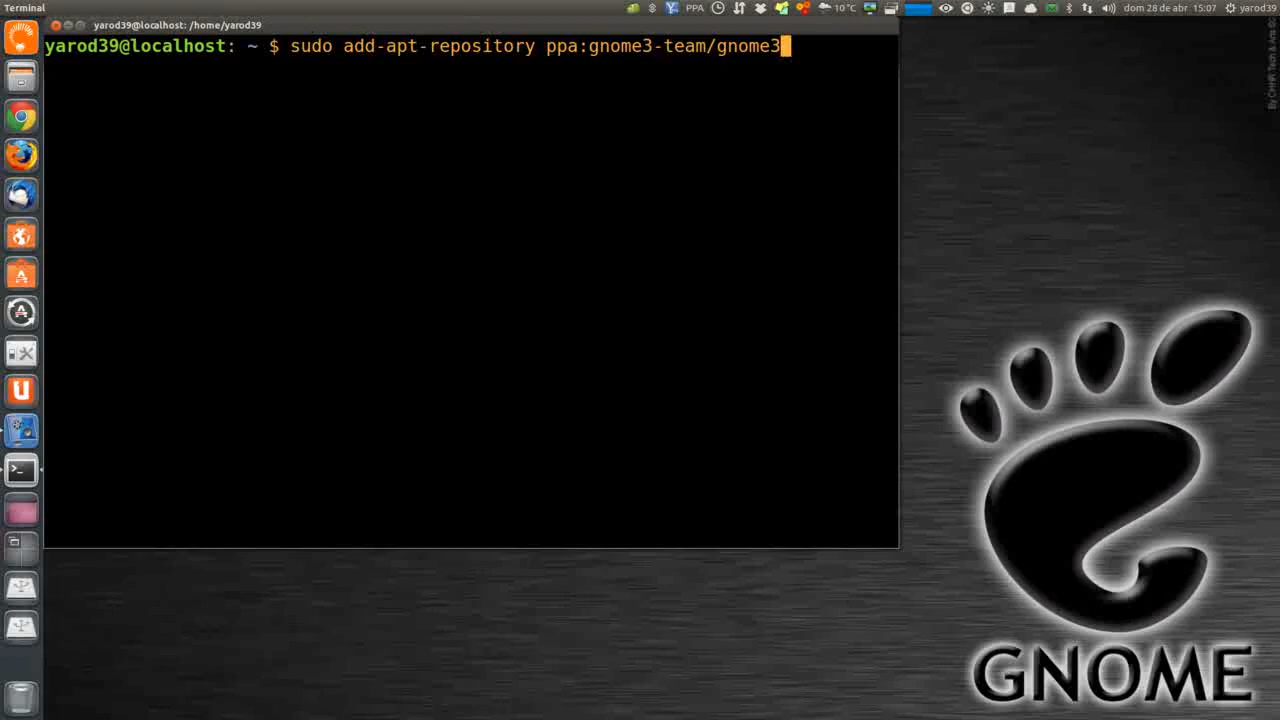 Terminal
PPA
10 °C
dom 28 de abr
15:07
yarod39
yarod39@localhost: /home/yarod39
yarod39@localhost: ~ $ sudo add-apt-repository ppa:gnome3-team/gnome3
GNOME